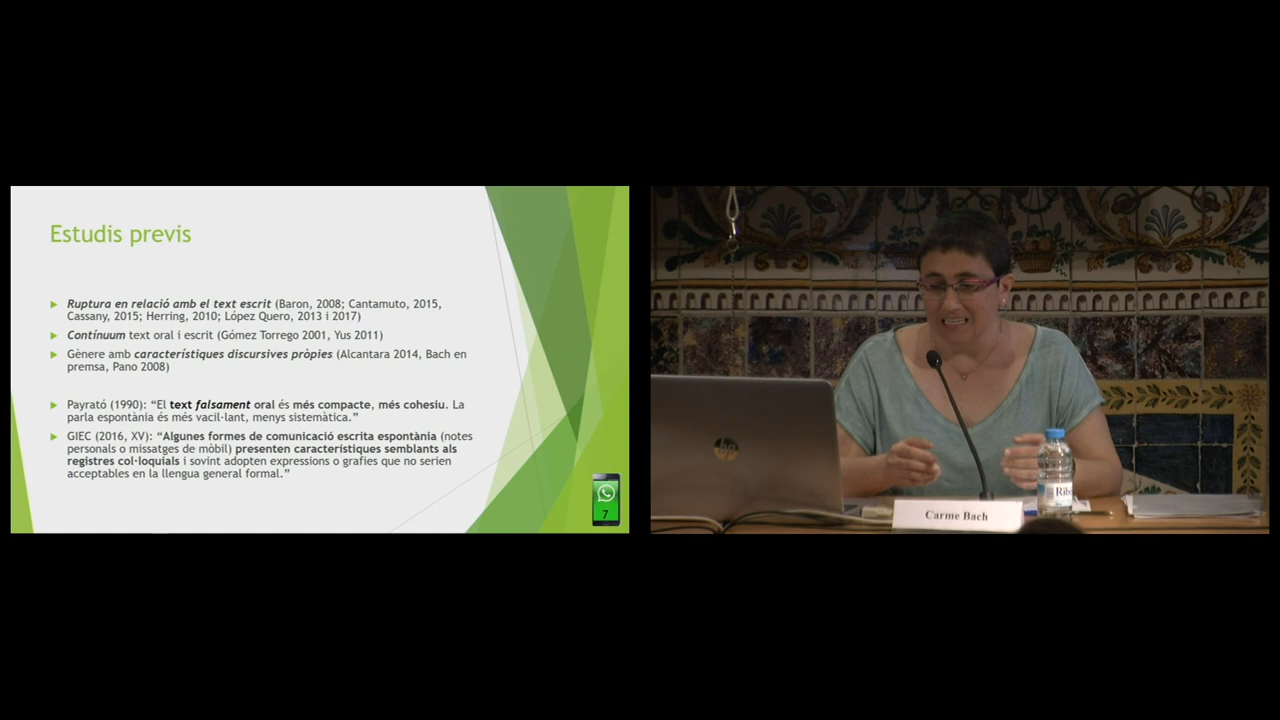 Estudis previs
Ruptura en relació amb el text escrit (Baron, 2008; Cantamuto, 2015,
Cassany, 2015; Herring, 2010; López Quero, 2013 i 2017)
Contínuum text oral i escrit (Gómez Torrego 2001, Yus 2011)
Gènere amb característiques discursives pròpies (Alcantara 2014, Bach en
premsa, Pano 2008)
Payrató (1990): “El text falsament oral és més compacte, més cohesiu. La
parla espontània és més vacil·lant, menys sistemàtica.”
GIEC (2016, XV): “Algunes formes de comunicació escrita espontània (notes
personals o missatges de mòbil) presenten característiques semblants als
registres col·loquials i sovint adopten expressions o grafies que no serien
acceptables en la llengua general formal.”
7
hp
Carme Bach